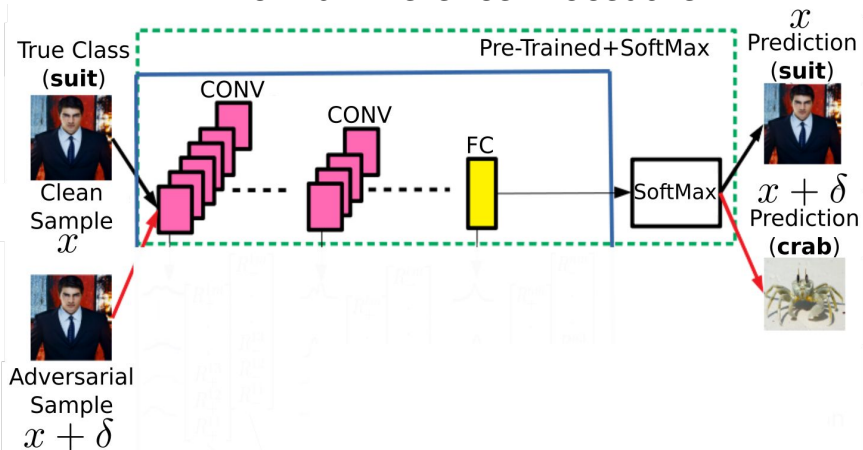 True Class
(suit)
Clean
Sample
x
Adversarial
Sample
x + δ
Pre-Trained+SoftMax
CONV
CONV
FC
SoftMax
x
Prediction
(suit)
x + δ
Prediction
(crab)